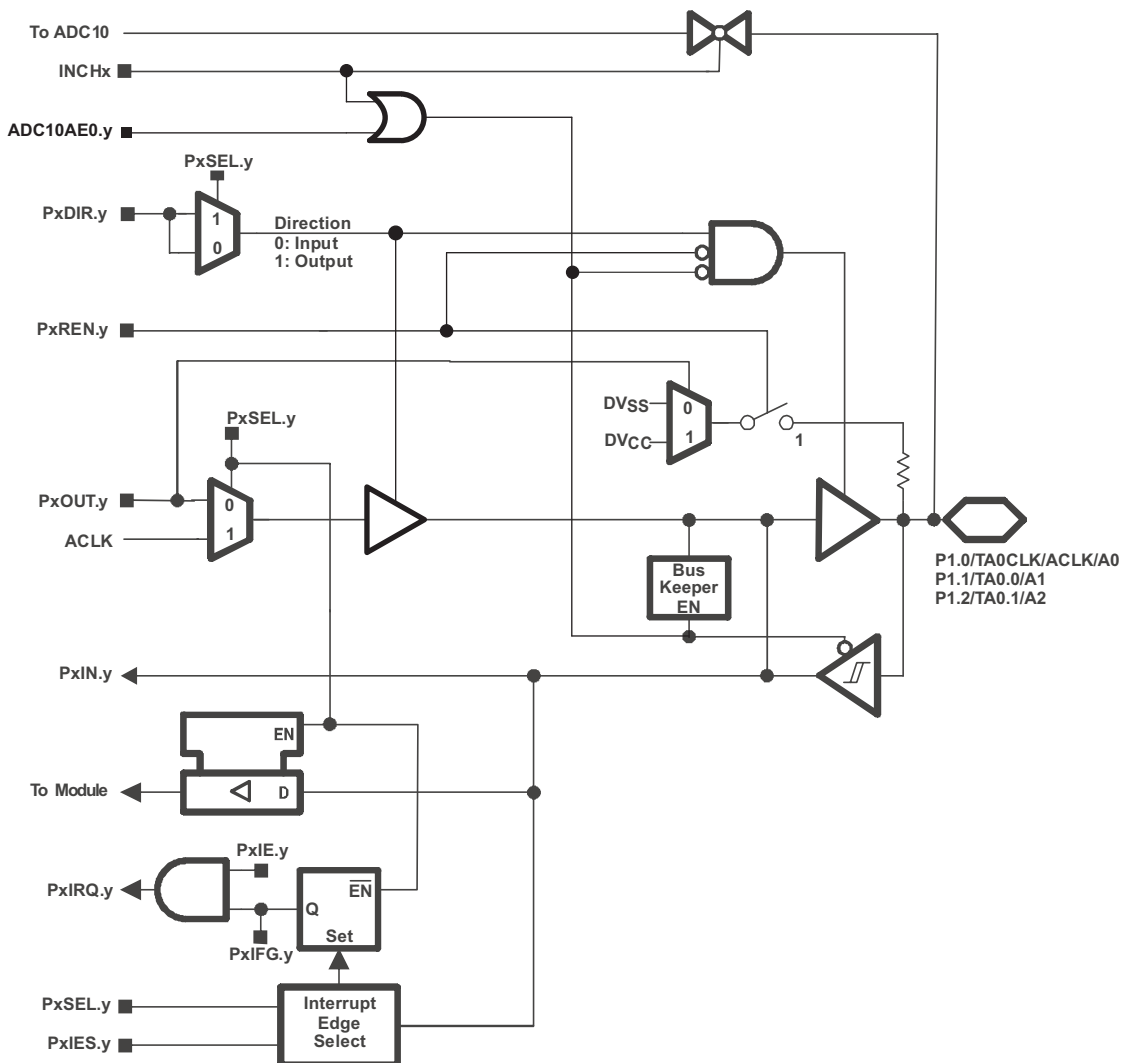 To ADC10
INCHx
ADC10AE0.y
PxSEL.y
PxDIR.y
1
0
Direction
0: Input
1: Output
PxREN.y
DVSS
0
DVCC
1
1
PxSEL.y
PxOUT.y
0
ACLK
1
Bus
Keeper
EN
P1.0/TA0CLK/ACLK/A0
P1.1/TA0.0/A1
P1.2/TA0.1/A2
PxIN.y
EN
To Module
D
PxIE.y
PxIRQ.y
EN
Q
Set
PxIFG.y
PxSEL.y
PxIES.y
Interrupt
Edge
Select